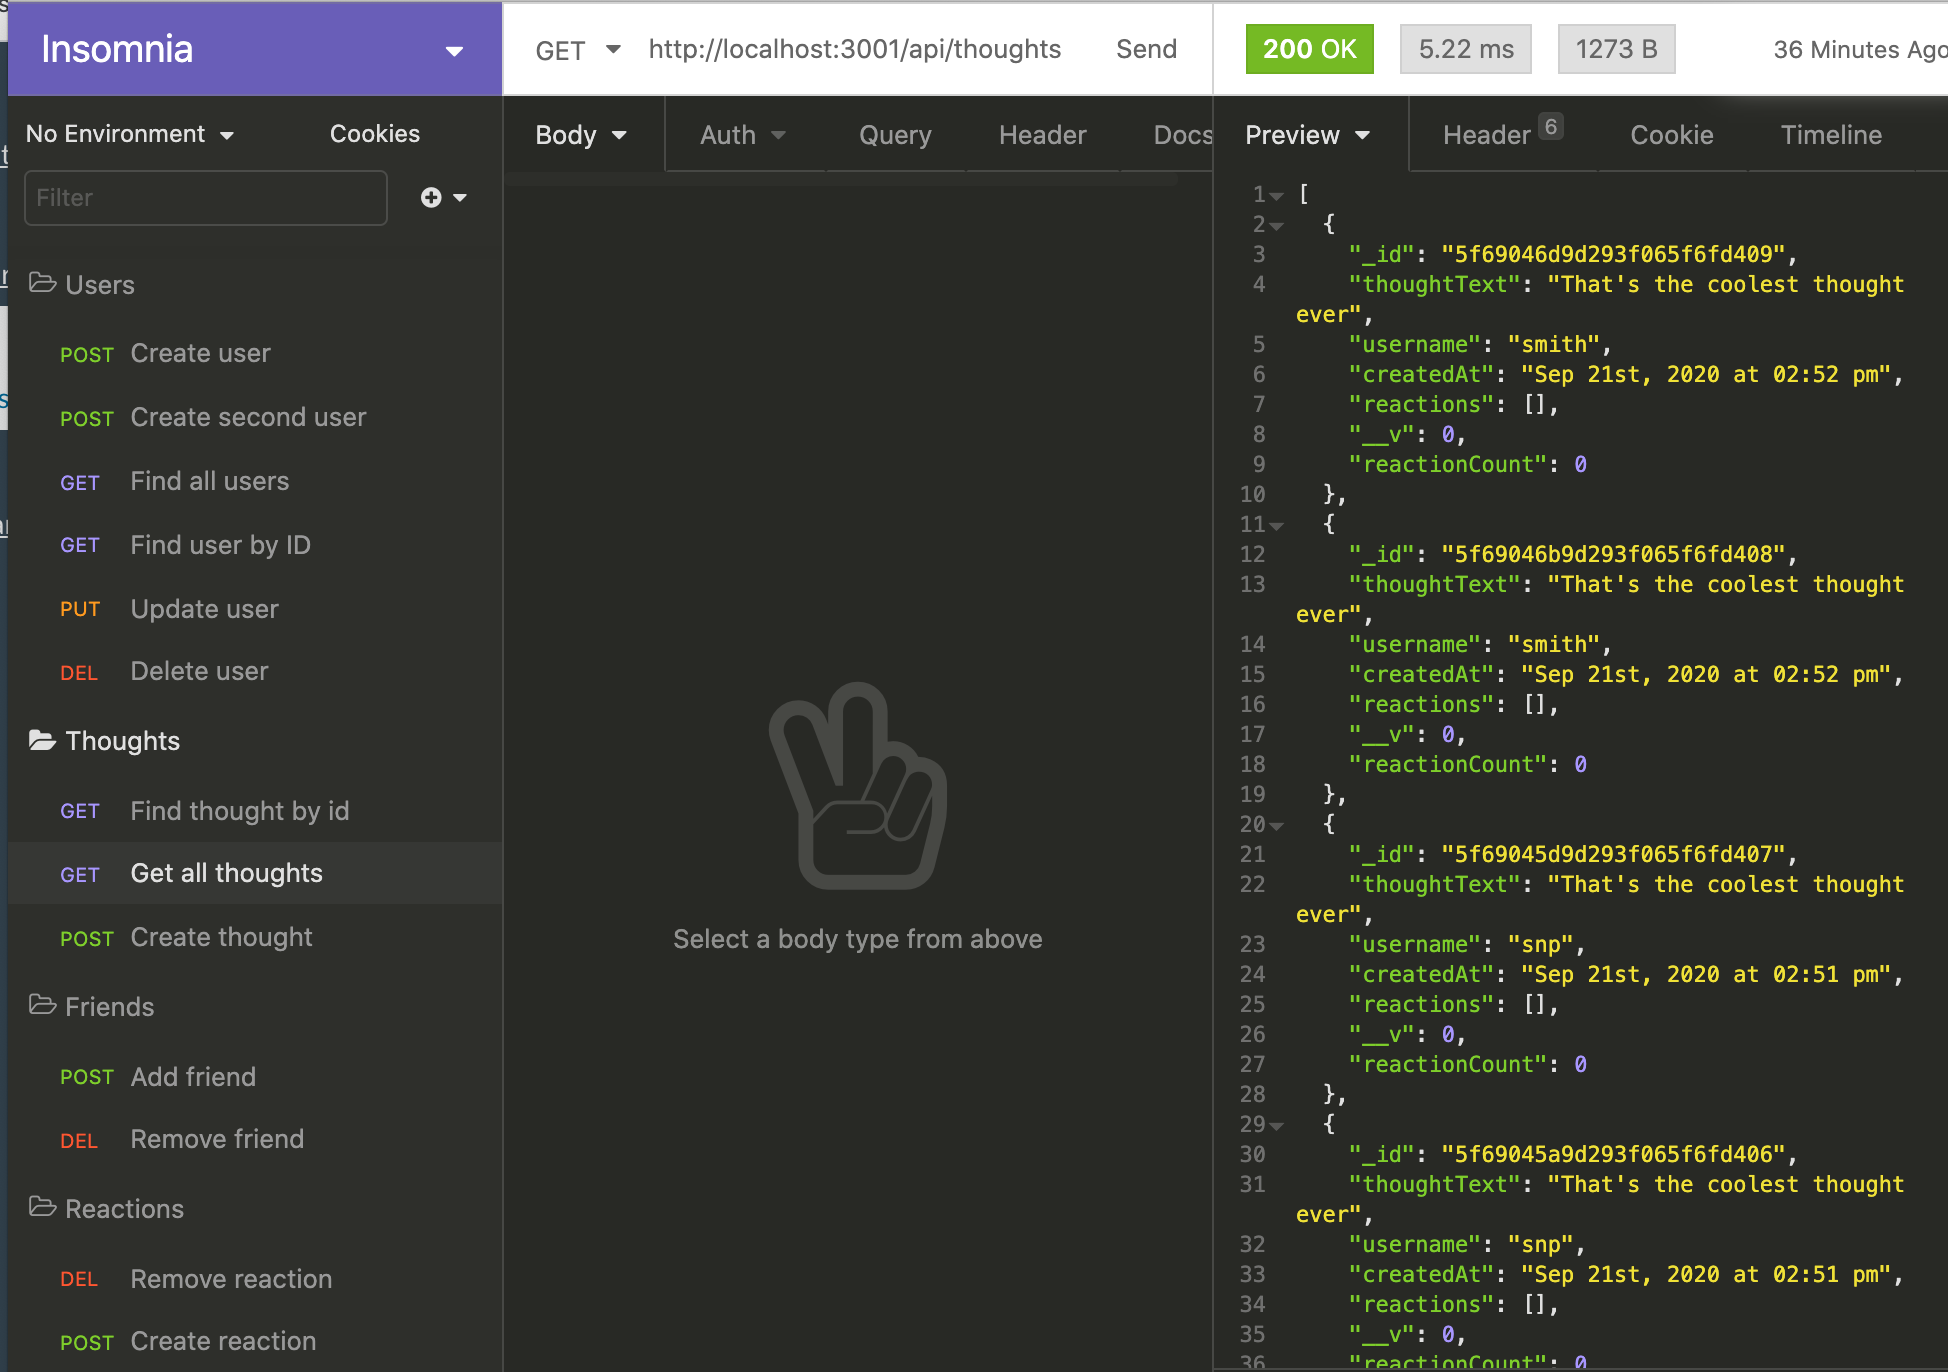 Insomnia
GET http://localhost:3001/api/thoughts Send
200 OK 5.22 ms 1273 B 36 Minutes Ago
No Environment Cookies
Filter
Users
POST Create user
POST Create second user
GET Find all users
GET Find user by ID
PUT Update user
DEL Delete user
Thoughts
GET Find thought by id
GET Get all thoughts
POST Create thought
Friends
POST Add friend
DEL Remove friend
Reactions
DEL Remove reaction
POST Create reaction
Body Auth Query Header Docs
Select a body type from above
Preview Header 6 Cookie Timeline
1 [
2 {
3 "_id": "5f69046d9d293f065f6fd409",
4 "thoughtText": "That's the coolest thought
ever",
5 "username": "smith",
6 "createdAt": "Sep 21st, 2020 at 02:52 pm",
7 "reactions": [],
8 "__v": 0,
9 "reactionCount": 0
10 },
11 {
12 "_id": "5f69046b9d293f065f6fd408",
13 "thoughtText": "That's the coolest thought
ever",
14 "username": "smith",
15 "createdAt": "Sep 21st, 2020 at 02:52 pm",
16 "reactions": [],
17 "__v": 0,
18 "reactionCount": 0
19 },
20 {
21 "_id": "5f69045d9d293f065f6fd407",
22 "thoughtText": "That's the coolest thought
ever",
23 "username": "snp",
24 "createdAt": "Sep 21st, 2020 at 02:51 pm",
25 "reactions": [],
26 "__v": 0,
27 "reactionCount": 0
28 },
29 {
30 "_id": "5f69045a9d293f065f6fd406",
31 "thoughtText": "That's the coolest thought
ever",
32 "username": "snp",
33 "createdAt": "Sep 21st, 2020 at 02:51 pm",
34 "reactions": [],
35 "__v": 0,
36 "reactionCount": 0